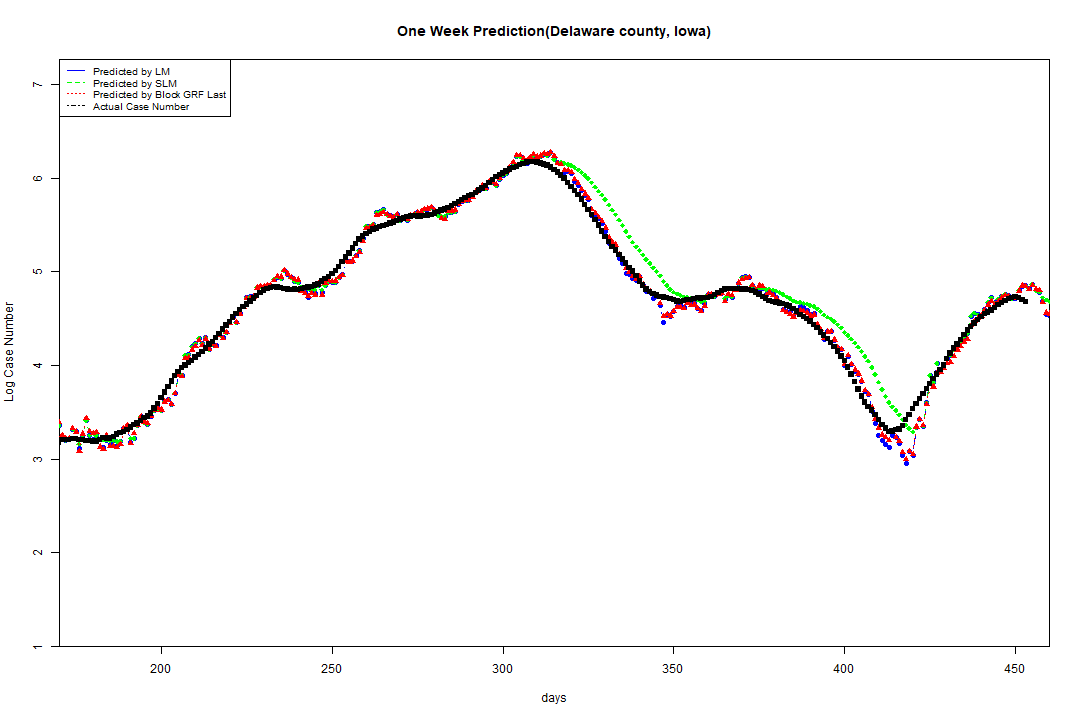 One Week Prediction(Delaware county, Iowa)
Predicted by LM
Predicted by SLM
Predicted by Block GRF Last
Actual Case Number
Log Case Number
7
6
5
4
3
2
1
200 250 300 350 400 450
days